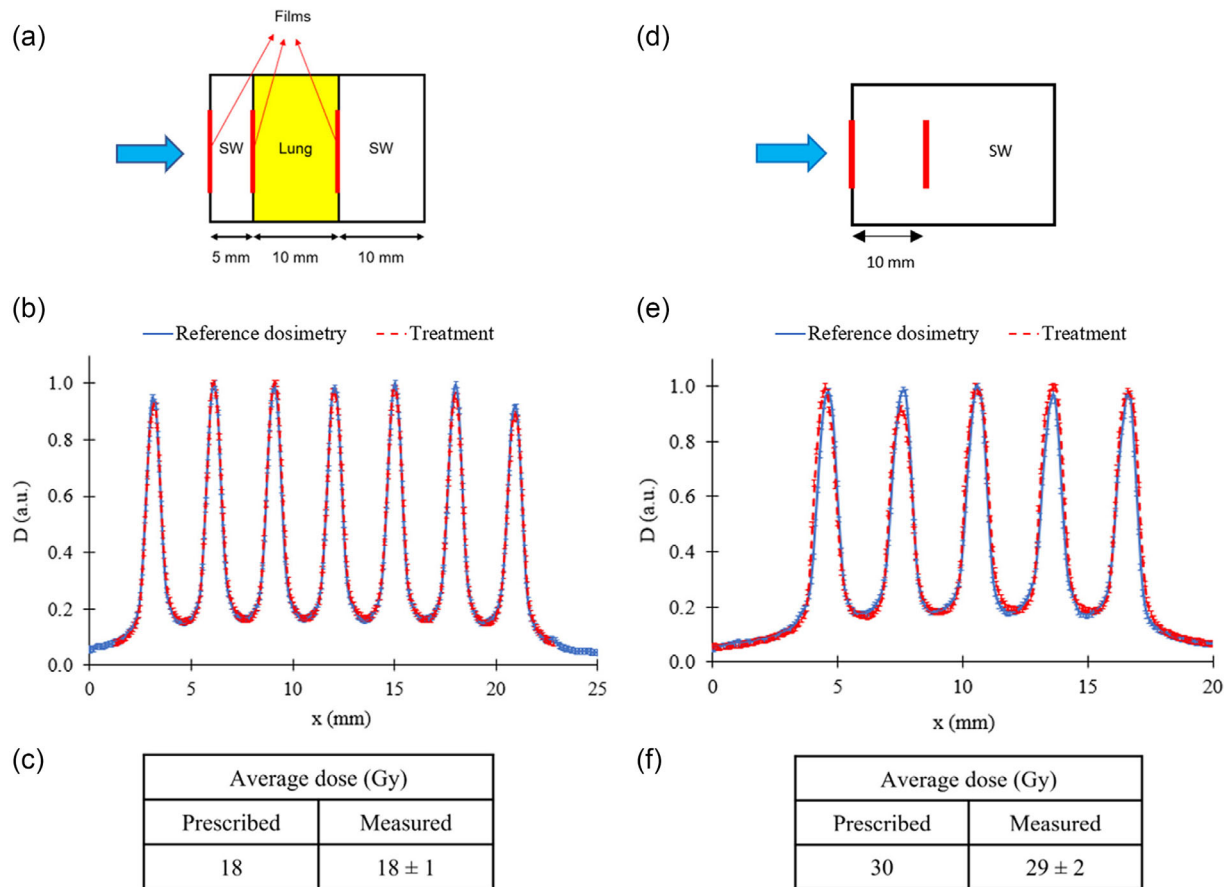 (a)
Films
SW
Lung
SW
5 mm
10 mm
10 mm
(b)
Reference dosimetry
Treatment
1.0
0.8
0.6
0.4
0.2
0.0
D (a.u.)
0
5
10
15
20
25
x (mm)
(c)
Average dose (Gy)
Prescribed
Measured
18
18 ± 1
(d)
SW
10 mm
(e)
Reference dosimetry
Treatment
1.0
0.8
0.6
0.4
0.2
0.0
D (a.u.)
0
5
10
15
20
x (mm)
(f)
Average dose (Gy)
Prescribed
Measured
30
29 ± 2